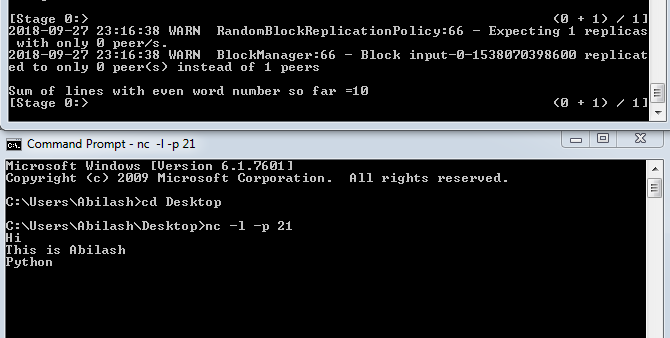 [Stage 0:> (0 + 1) / 1]
2018-09-27 23:16:38 WARN RandomBlockReplicationPolicy:66 - Expecting 1 replicas
with only 0 peer/s.
2018-09-27 23:16:38 WARN BlockManager:66 - Block input-0-1538070398600 replicat
ed to only 0 peer(s) instead of 1 peers
Sum of lines with even word number so far =10
[Stage 0:> (0 + 1) / 1]
Command Prompt - nc -l -p 21
Microsoft Windows [Version 6.1.7601]
Copyright (c) 2009 Microsoft Corporation. All rights reserved.
C:\Users\Abilash>cd Desktop
C:\Users\Abilash\Desktop>nc -l -p 21
Hi
This is Abilash
Python